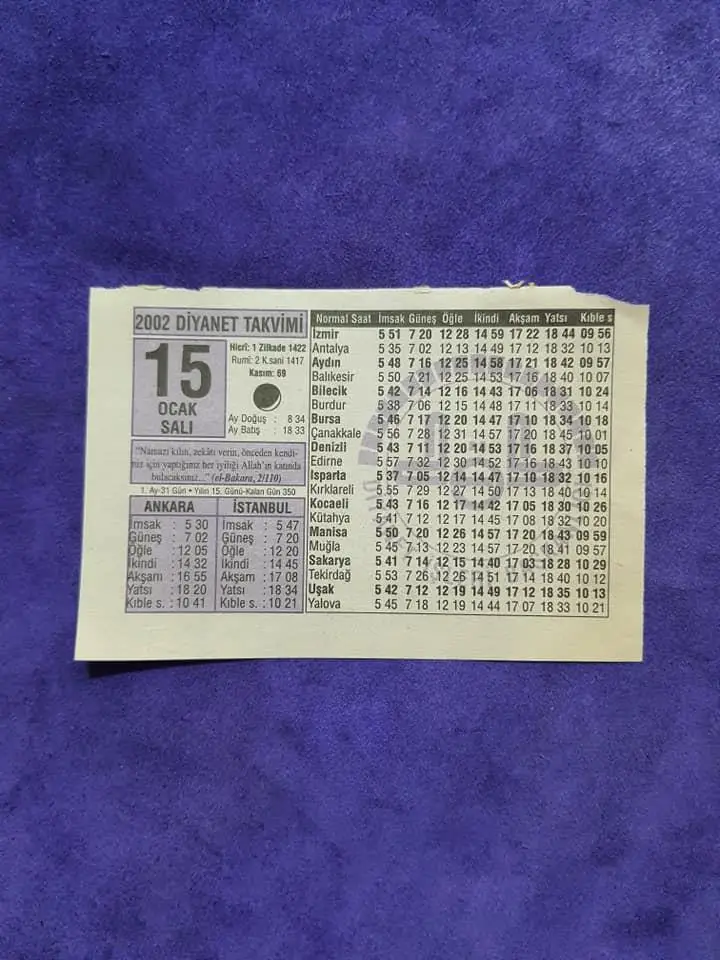 2002 DİYANET TAKVİMİ
15
OCAK
SALI
Hicrî: 1 Zilkade 1422
Rumî: 2 K.sani 1417
Kasım: 69
Ay Doğuş : 8 34
Ay Batış : 18 33
"Namazı kılın, zekâtı verin, önceden kendi-
niz için yaptığınız her iyiliği Allah'ın katında
bulacaksınız..." (el-Bakara, 2/110)
1. Ay-31 Gün • Yılın 15. Günü-Kalan Gün 350
ANKARA
İmsak : 5 30
Güneş : 7 02
Öğle : 12 05
İkindi : 14 32
Akşam : 16 55
Yatsı : 18 20
Kıble s. : 10 41
İSTANBUL
İmsak : 5 47
Güneş : 7 20
Öğle : 12 20
İkindi : 14 45
Akşam : 17 08
Yatsı : 18 34
Kıble s. : 10 21
Normal Saat İmsak Güneş Öğle İkindi Akşam Yatsı Kıble s
İzmir 5 51 7 20 12 28 14 59 17 22 18 44 09 56
Antalya 5 35 7 02 12 13 14 49 17 12 18 32 10 13
Aydın 5 48 7 16 12 25 14 58 17 21 18 42 09 57
Balıkesir 5 50 7 21 12 25 14 53 17 16 18 40 10 07
Bilecik 5 42 7 14 12 16 14 43 17 06 18 31 10 24
Burdur 5 38 7 06 12 15 14 48 17 11 18 33 10 14
Bursa 5 46 7 17 12 20 14 47 17 10 18 34 10 18
Çanakkale 5 56 7 28 12 31 14 57 17 20 18 45 10 01
Denizli 5 43 7 11 12 20 14 53 17 16 18 37 10 05
Edirne 5 57 7 32 12 30 14 52 17 16 18 43 10 10
Isparta 5 37 7 05 12 14 14 47 17 10 18 32 10 16
Kırklareli 5 55 7 29 12 27 14 50 17 13 18 40 10 14
Kocaeli 5 43 7 16 12 17 14 42 17 05 18 30 10 26
Kütahya 5 41 7 12 12 17 14 45 17 08 18 32 10 20
Manisa 5 50 7 20 12 26 14 57 17 20 18 43 09 59
Muğla 5 45 7 13 12 23 14 57 17 20 18 41 09 57
Sakarya 5 41 7 14 12 15 14 40 17 03 18 28 10 29
Tekirdağ 5 53 7 26 12 26 14 51 17 14 18 40 10 12
Uşak 5 42 7 12 12 19 14 49 17 12 18 35 10 13
Yalova 5 45 7 18 12 19 14 44 17 07 18 33 10 21